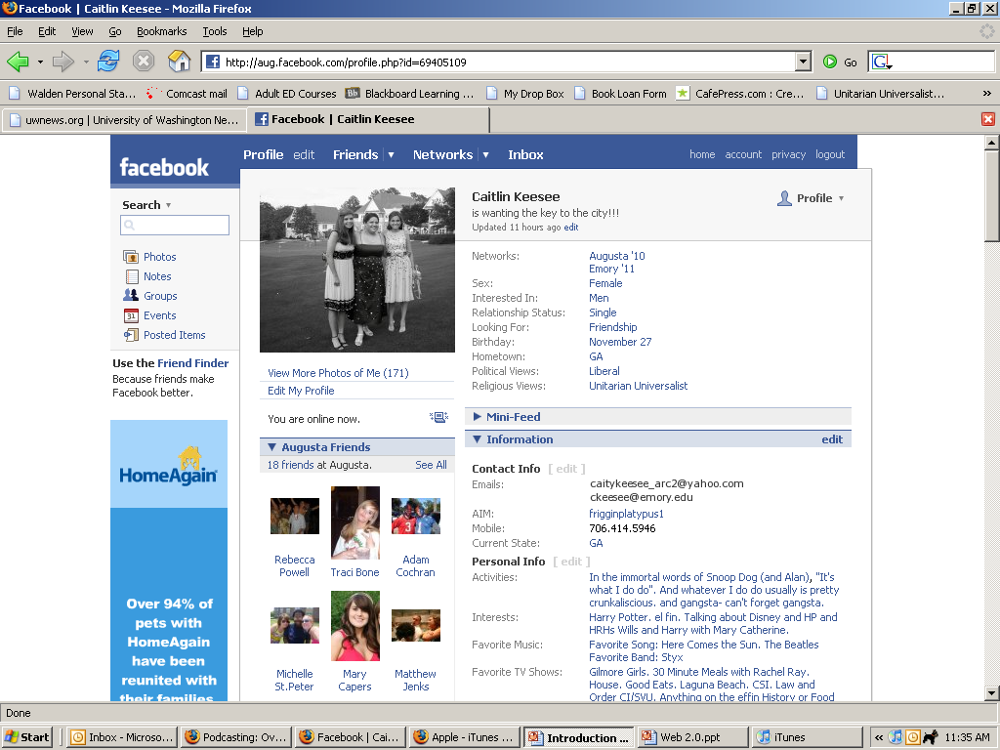 Facebook | Caitlin Keesee - Mozilla Firefox
File Edit View Go Bookmarks Tools Help
http://aug.facebook.com/profile.php?id=69405109 Go
Walden Personal Sta... Comcast mail Adult ED Courses Blackboard Learning ... My Drop Box Book Loan Form CafePress.com : Cre... Unitarian Universalist... »
uwnews.org | University of Washington Ne... Facebook | Caitlin Keesee
facebook Profile edit Friends Networks Inbox home account privacy logout
Search
Photos
Notes
Groups
31 Events
Posted Items
Use the Friend Finder
Because friends make
Facebook better.
HomeAgain
Over 94% of
pets with
HomeAgain
have been
reunited with
their families
View More Photos of Me (171)
Edit My Profile
You are online now.
Augusta Friends
18 friends at Augusta. See All
Rebecca Powell
Traci Bone
Adam Cochran
Michelle St.Peter
Mary Capers
Matthew Jenks
Caitlin Keesee
is wanting the key to the city!!!
Updated 11 hours ago edit
Profile
Networks: Augusta '10
Emory '11
Sex: Female
Interested In: Men
Relationship Status: Single
Looking For: Friendship
Birthday: November 27
Hometown: GA
Political Views: Liberal
Religious Views: Unitarian Universalist
Mini-Feed
Information edit
Contact Info [ edit ]
Emails: caitykeesee_arc2@yahoo.com
ckeesee@emory.edu
AIM: frigginplatypus1
Mobile: 706.414.5946
Current State: GA
Personal Info [ edit ]
Activities: In the immortal words of Snoop Dog (and Alan), "It's
what I do do". And whatever I do do usually is pretty
crunkaliscious. and gangsta- can't forget gangsta.
Interests: Harry Potter. el fin. Talking about Disney and HP and
HRHs Wills and Harry with Mary Catherine.
Favorite Music: Favorite Song: Here Comes the Sun. The Beatles
Favorite Band: Styx
Favorite TV Shows: Gilmore Girls. 30 Minute Meals with Rachel Ray.
House. Good Eats. Laguna Beach. CSI. Law and
Order CI/SVU. Anything on the effin History or Food
Done
Start Inbox - Microso... Podcasting: Ov... Facebook | Cai... Apple - iTunes ... Introduction ... Web 2.0.ppt iTunes « 11:35 AM